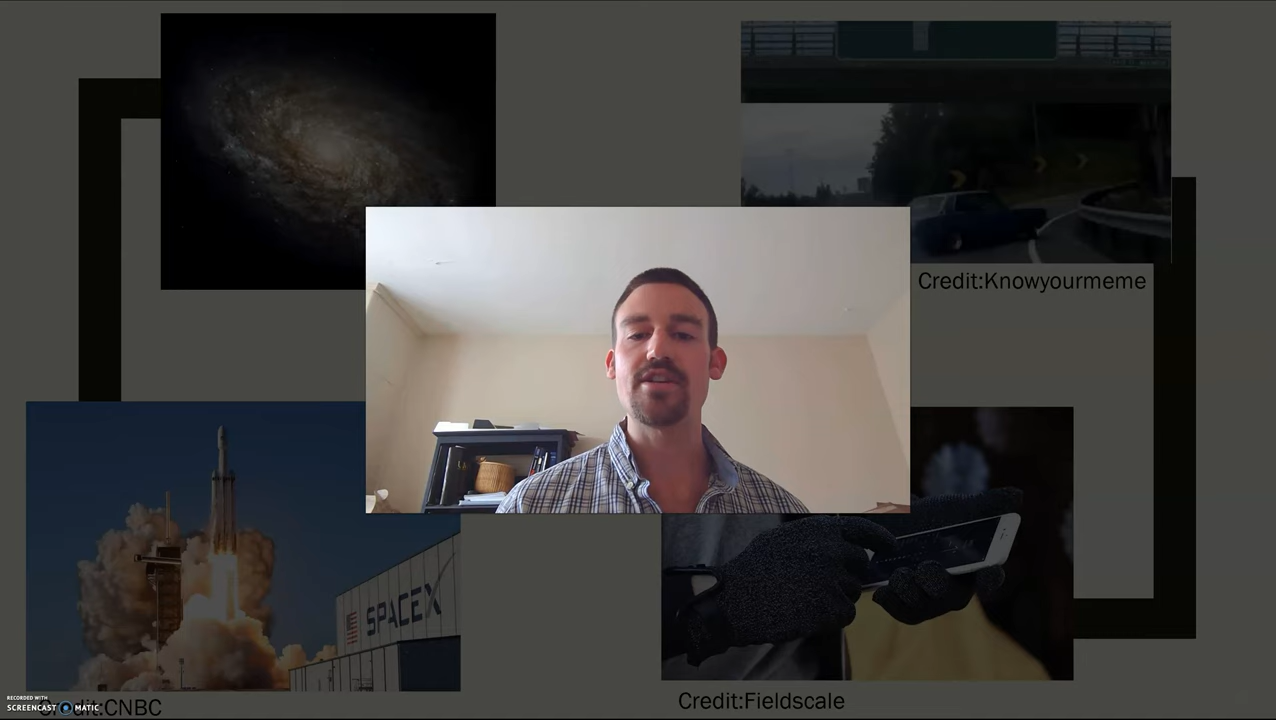 Credit:Knowyourmeme
SPACEX
Credit:Fieldscale
RECORDED WITH
SCREENCAST MATIC
Credit:CNBC